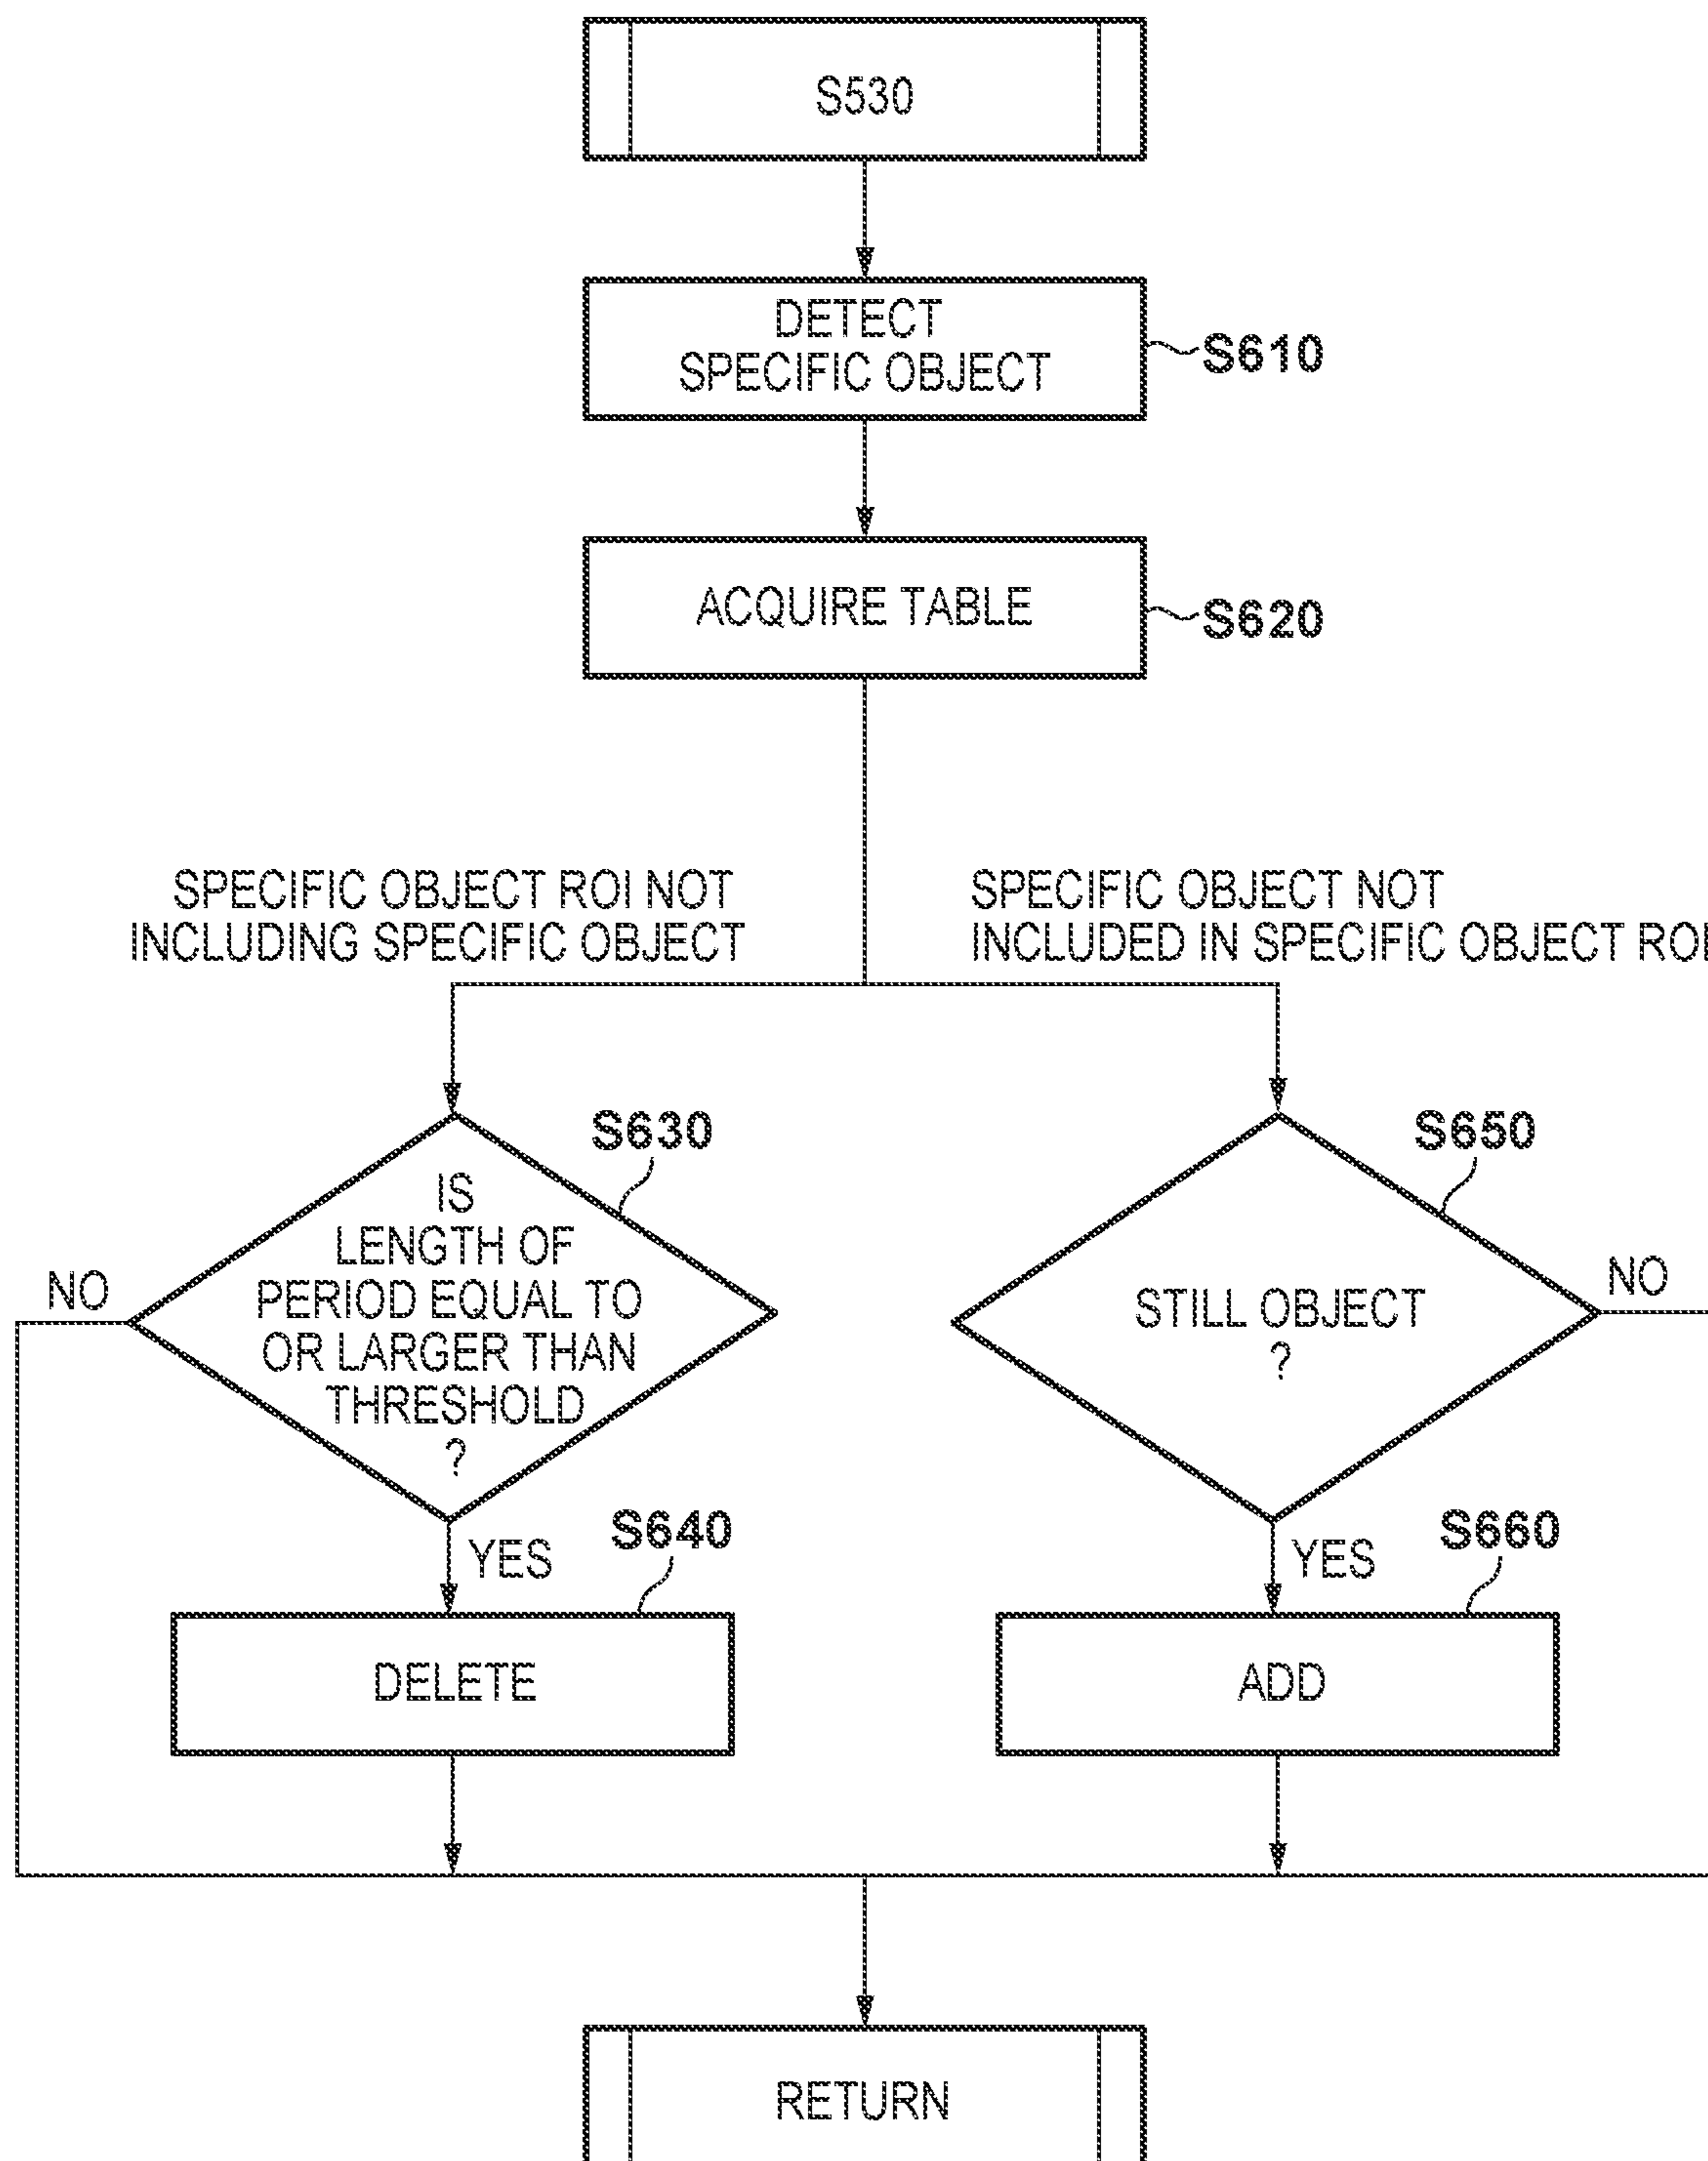 S530
DETECT
SPECIFIC OBJECT
S610
ACQUIRE TABLE
S620
SPECIFIC OBJECT ROI NOT
INCLUDING SPECIFIC OBJECT
SPECIFIC OBJECT NOT
INCLUDED IN SPECIFIC OBJECT ROI
S630
IS
LENGTH OF
PERIOD EQUAL TO
OR LARGER THAN
THRESHOLD
?
NO
YES
S650
STILL OBJECT
?
NO
YES
S640
DELETE
S660
ADD
RETURN